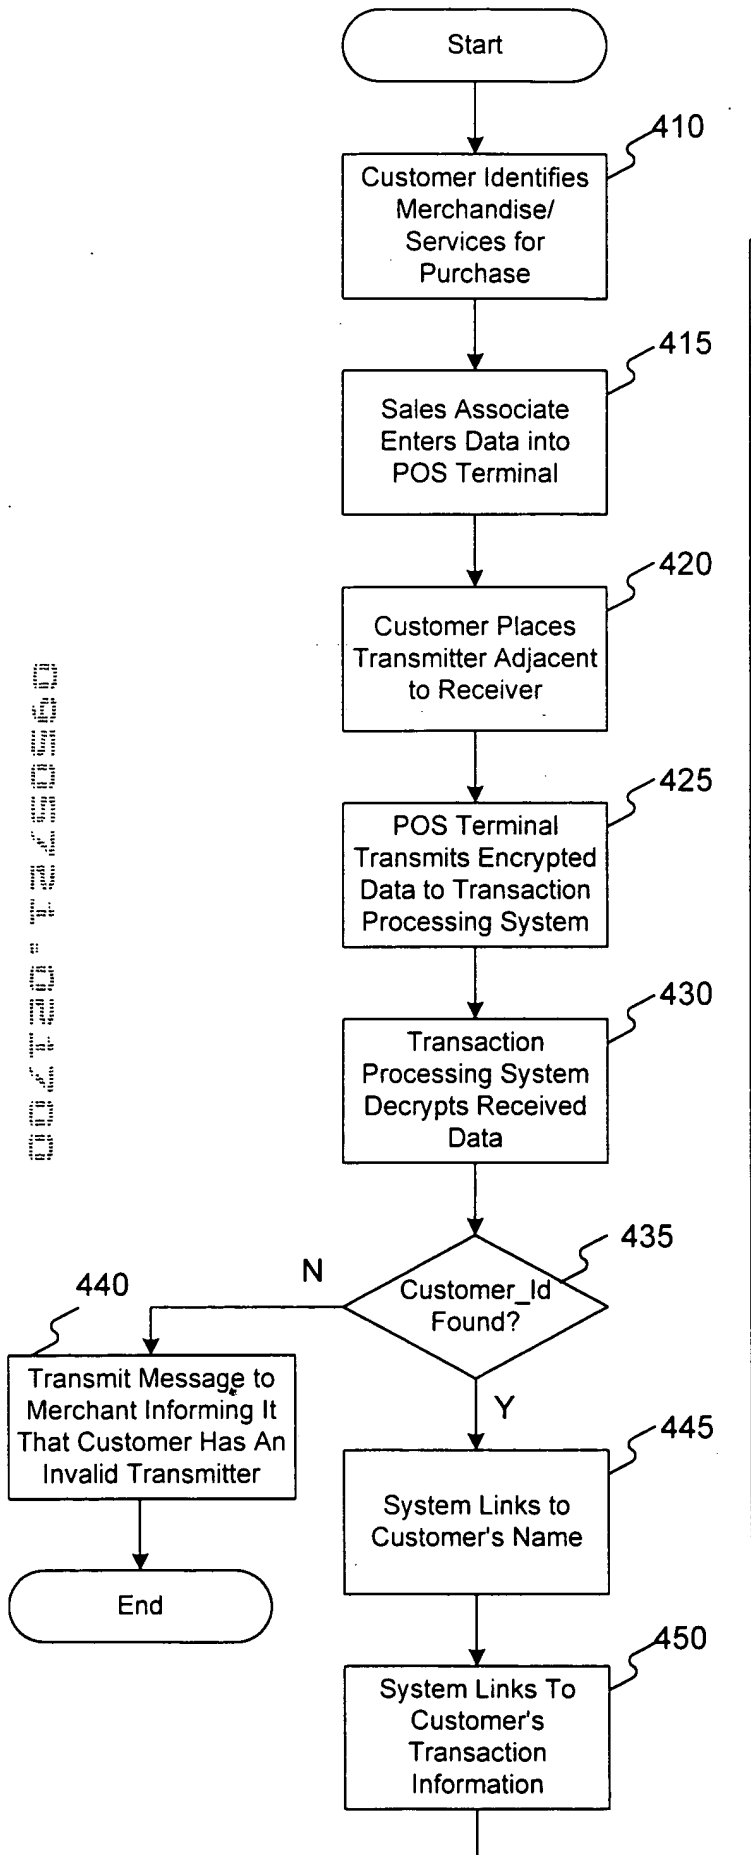 Start
410
Customer Identifies
Merchandise/
Services for
Purchase
415
Sales Associate
Enters Data into
POS Terminal
420
Customer Places
Transmitter Adjacent
to Receiver
425
POS Terminal
Transmits Encrypted
Data to Transaction
Processing System
430
Transaction
Processing System
Decrypts Received
Data
435
Customer_Id
Found?
N
440
Transmit Message to
Merchant Informing It
That Customer Has An
Invalid Transmitter
End
Y
445
System Links to
Customer's Name
450
System Links To
Customer's
Transaction
Information
09505721.021700